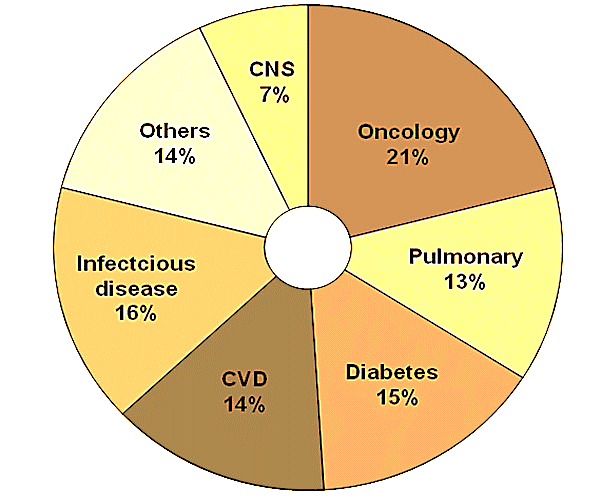 CNS
7%
Oncology
21%
Others
14%
Pulmonary
13%
Infectcious
disease
16%
Diabetes
15%
CVD
14%